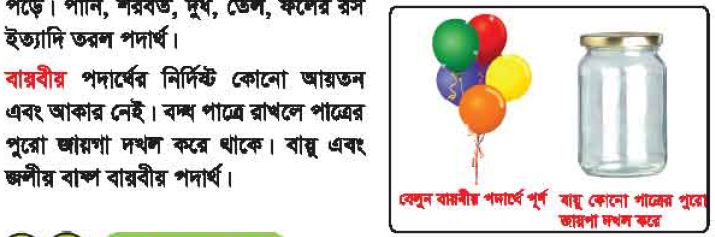 পড়ে। পানি, শরবত, দুধ, তেল, ফলের রস
ইত্যাদি তরল পদার্থ।
বায়বীয় পদার্থের নির্দিষ্ট কোনো আয়তন
এবং আকার নেই। বদ্ধ পাত্রে রাখলে পাত্রের
পুরো জায়গা দখল করে থাকে। বায়ু এবং
জলীয় বাষ্প বায়বীয় পদার্থ।
বেলুন বায়বীয় পদার্থে পূর্ণ
বায়ু কোনো পাত্রের পুরো
জায়গা দখল করে